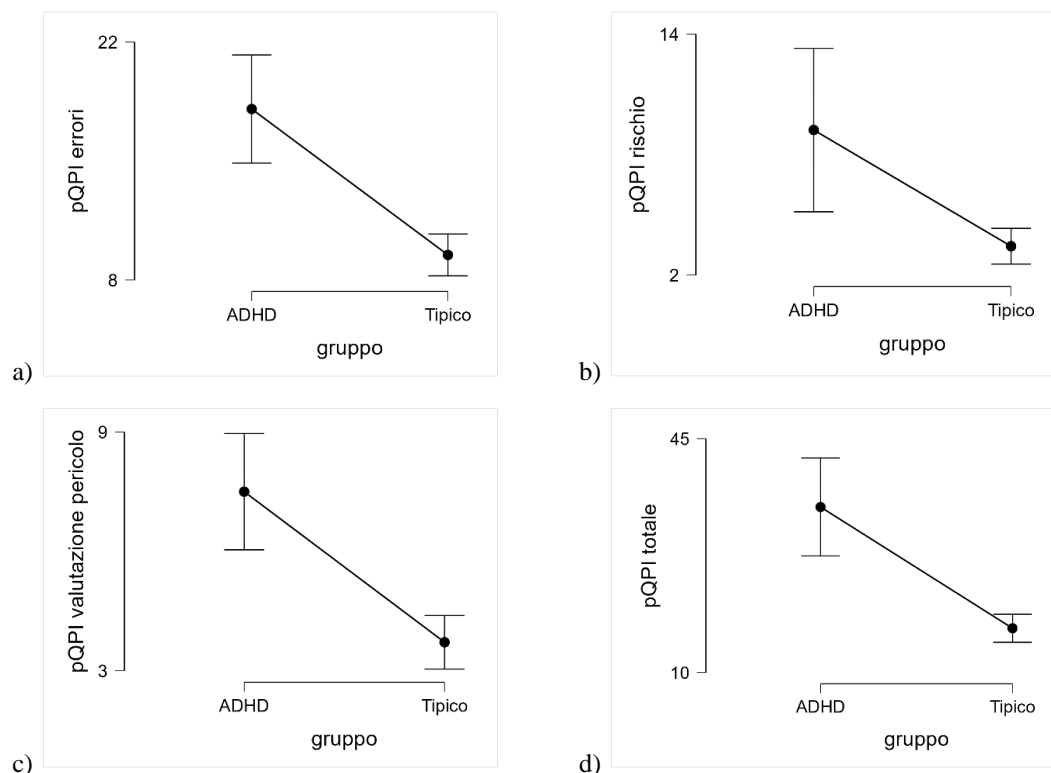 22
pQPI errori
8
ADHD
Tipico
gruppo
a)
14
pQPI rischio
2
ADHD
Tipico
gruppo
b)
9
pQPI valutazione pericolo
3
ADHD
Tipico
gruppo
c)
45
pQPI totale
10
ADHD
Tipico
gruppo
d)